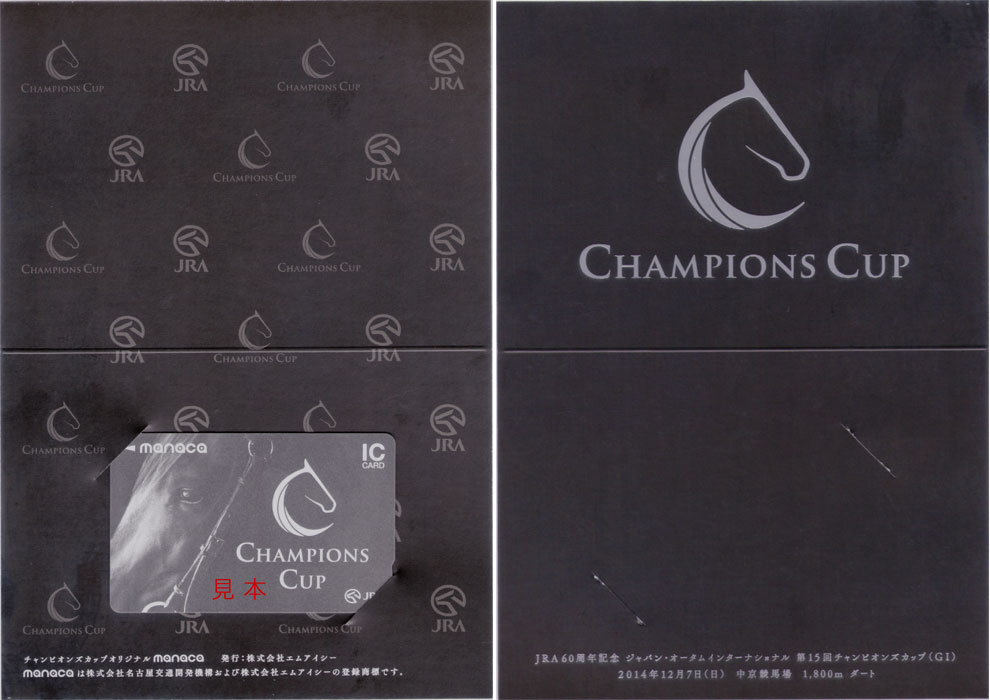 CHAMPIONS CUP JRA CHAMPIONS CUP JRA
JRA CHAMPIONS CUP JRA
CHAMPIONS CUP JRA CHAMPIONS CUP JRA
JRA CHAMPIONS CUP JRA
CHAMPIONS CUP JRA
manaca IC
CARD
CHAMPIONS
CUP
見本
CHAMPIONS CUP JRA CHAMPIONS CUP JRA
チャンピオンズカップオリジナルmanaca 発行:株式会社エムアイシー
manacaは株式会社名古屋交通開発機構および株式会社エムアイシーの登録商標です。
CHAMPIONS CUP
JRA60周年記念 ジャパン・オータムインターナショナル 第15回チャンピオンズカップ(GI)
2014年12月7日(日) 中京競馬場 1,800m ダート